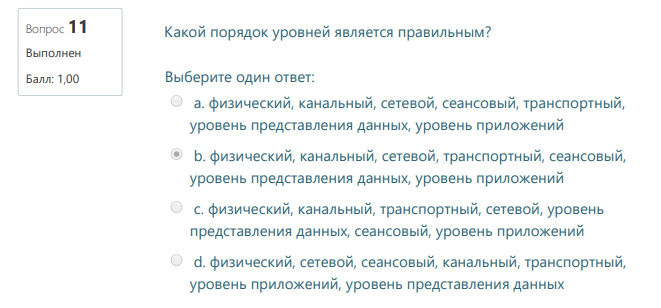 Вопрос 11
Выполнен
Балл: 1,00
Какой порядок уровней является правильным?
Выберите один ответ:
a. физический, канальный, сетевой, сеансовый, транспортный,
уровень представления данных, уровень приложений
b. физический, канальный, сетевой, транспортный, сеансовый,
уровень представления данных, уровень приложений
c. физический, канальный, транспортный, сетевой, уровень
представления данных, сеансовый, уровень приложений
d. физический, сетевой, сеансовый, канальный, транспортный,
уровень приложений, уровень представления данных